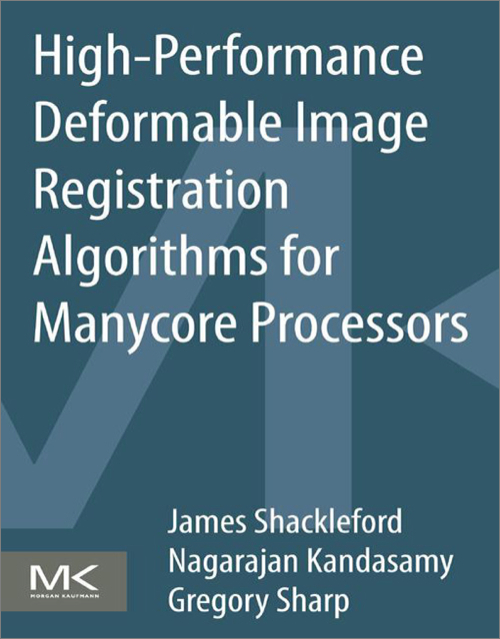 High-Performance
Deformable Image
Registration
Algorithms for
Manycore Processors
James Shackleford
Nagarajan Kandasamy
Gregory Sharp
MK
MORGAN KAUFMANN